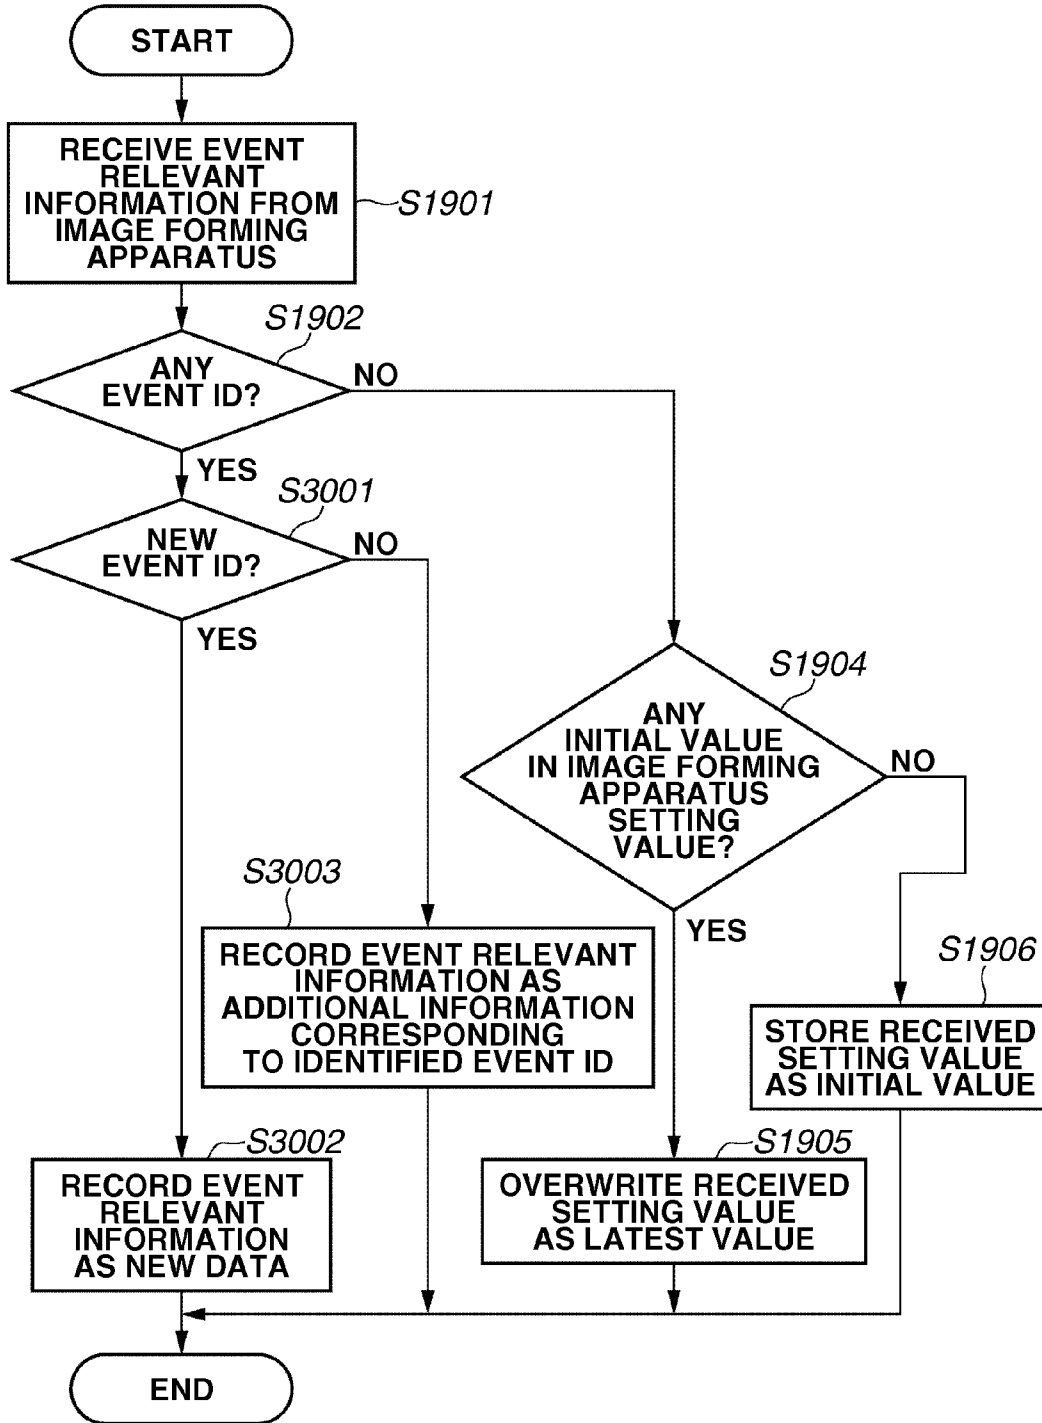 START
RECEIVE EVENT
RELEVANT
INFORMATION FROM
IMAGE FORMING
APPARATUS
S1901
S1902
ANY
EVENT ID?
NO
YES
S3001
NEW
EVENT ID?
NO
YES
S1904
ANY
INITIAL VALUE
IN IMAGE FORMING
APPARATUS
SETTING
VALUE?
NO
YES
S3003
RECORD EVENT RELEVANT
INFORMATION AS
ADDITIONAL INFORMATION
CORRESPONDING
TO IDENTIFIED EVENT ID
S1906
STORE RECEIVED
SETTING VALUE
AS INITIAL VALUE
S3002
RECORD EVENT
RELEVANT
INFORMATION
AS NEW DATA
S1905
OVERWRITE RECEIVED
SETTING VALUE
AS LATEST VALUE
END